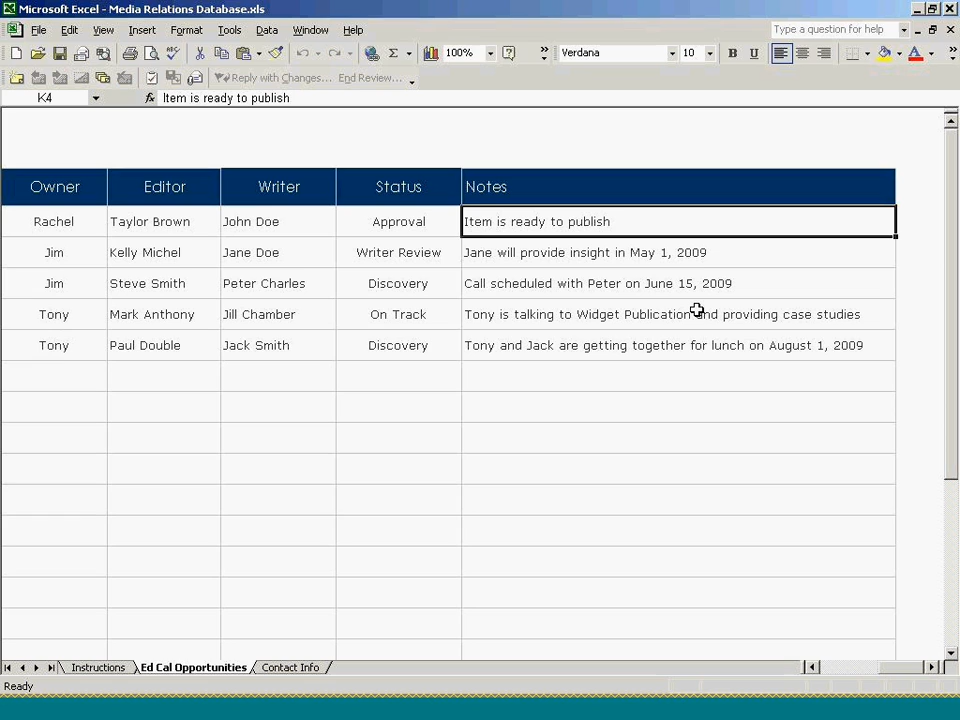 Microsoft Excel - Media Relations Database.xls
File Edit View Insert Format Tools Data Window Help Type a question for help
100% Verdana 10 B U
Reply with Changes... End Review...
K4 fx Item is ready to publish
Owner Editor Writer Status Notes
Rachel Taylor Brown John Doe Approval Item is ready to publish
Jim Kelly Michel Jane Doe Writer Review Jane will provide insight in May 1, 2009
Jim Steve Smith Peter Charles Discovery Call scheduled with Peter on June 15, 2009
Tony Mark Anthony Jill Chamber On Track Tony is talking to Widget Publication and providing case studies
Tony Paul Double Jack Smith Discovery Tony and Jack are getting together for lunch on August 1, 2009
Instructions Ed Cal Opportunities Contact Info
Ready